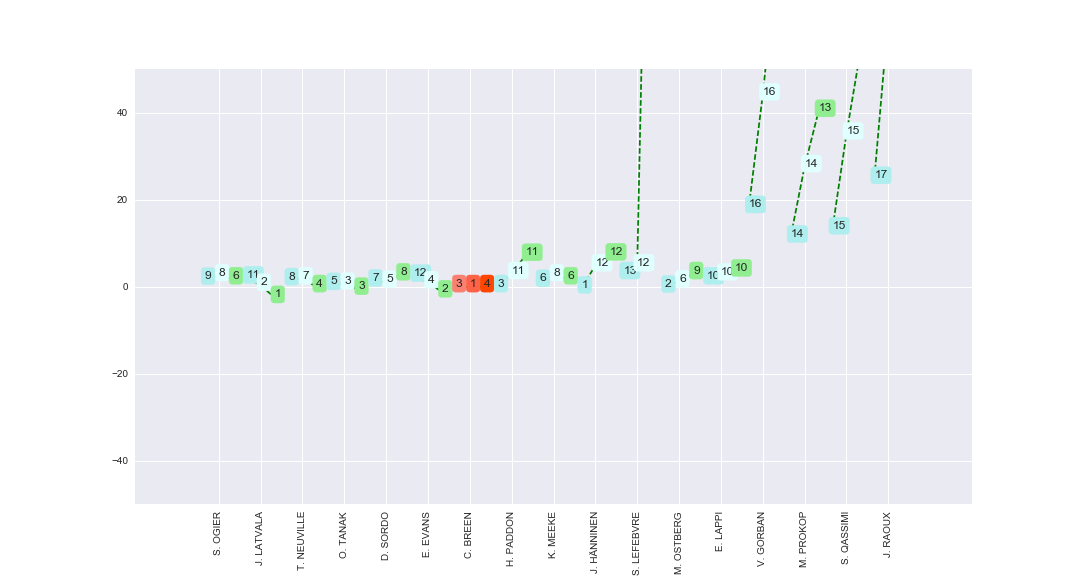 40
20
0
−20
−40
16
13
15
14
17
16
15
14
9 8 6 11 2 1
8 7 4
5 3 3
7 5 8
12 4 2
3 1 4
3 11 11
6 8 6
1 12 12
13 12
2 6 9
10 10 10
S. OGIER
J. LATVALA
T. NEUVILLE
O. TANAK
D. SORDO
E. EVANS
C. BREEN
H. PADDON
K. MEEKE
J. HANNINEN
S. LEFEBVRE
M. OSTBERG
E. LAPPI
V. GORBAN
M. PROKOP
S. QASSIMI
J. RAOUX